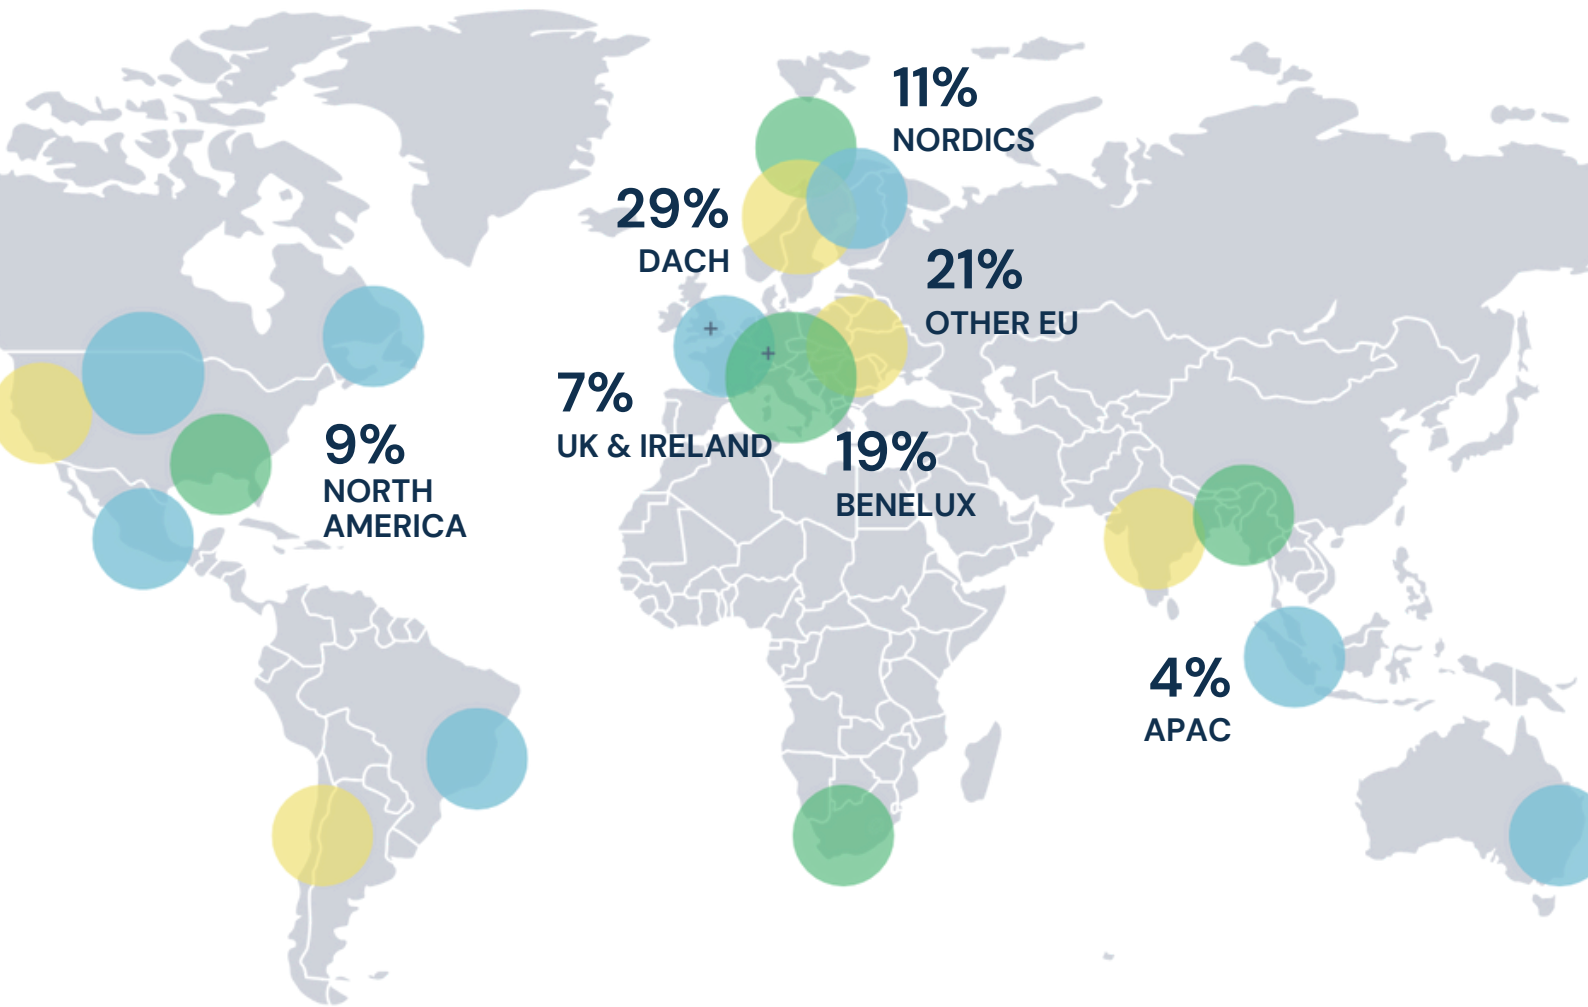 11%
NORDICS
29%
DACH
21%
OTHER EU
7%
UK & IRELAND
19%
BENELUX
9%
NORTH
AMERICA
4%
APAC